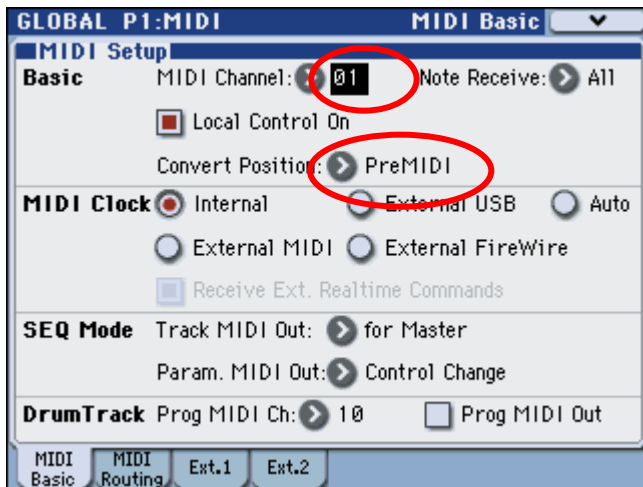 GLOBAL P1:MIDI MIDI Basic
MIDI Setup
Basic MIDI Channel: 01 Note Receive: All
Local Control On
Convert Position: PreMIDI
MIDI Clock Internal External USB Auto
External MIDI External FireWire
Receive Ext. Realtime Commands
SEQ Mode Track MIDI Out: for Master
Param. MIDI Out: Control Change
DrumTrack Prog MIDI Ch: 10 Prog MIDI Out
MIDI Basic MIDI Routing Ext.1 Ext.2